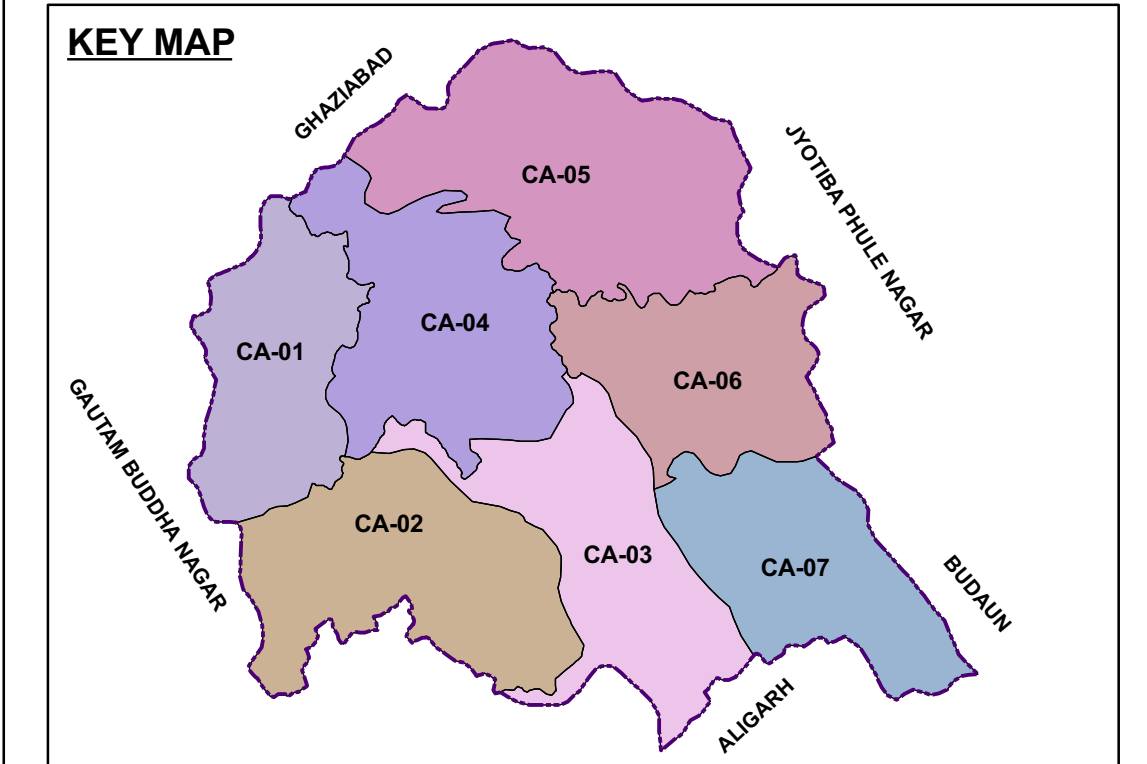 KEY MAP
GHAZIABAD
JYOTIBA PHULE NAGAR
CA-05
CA-04
CA-01
CA-06
GAUTAM BUDDHA NAGAR
CA-02
CA-03
CA-07
BUDAUN
ALIGARH